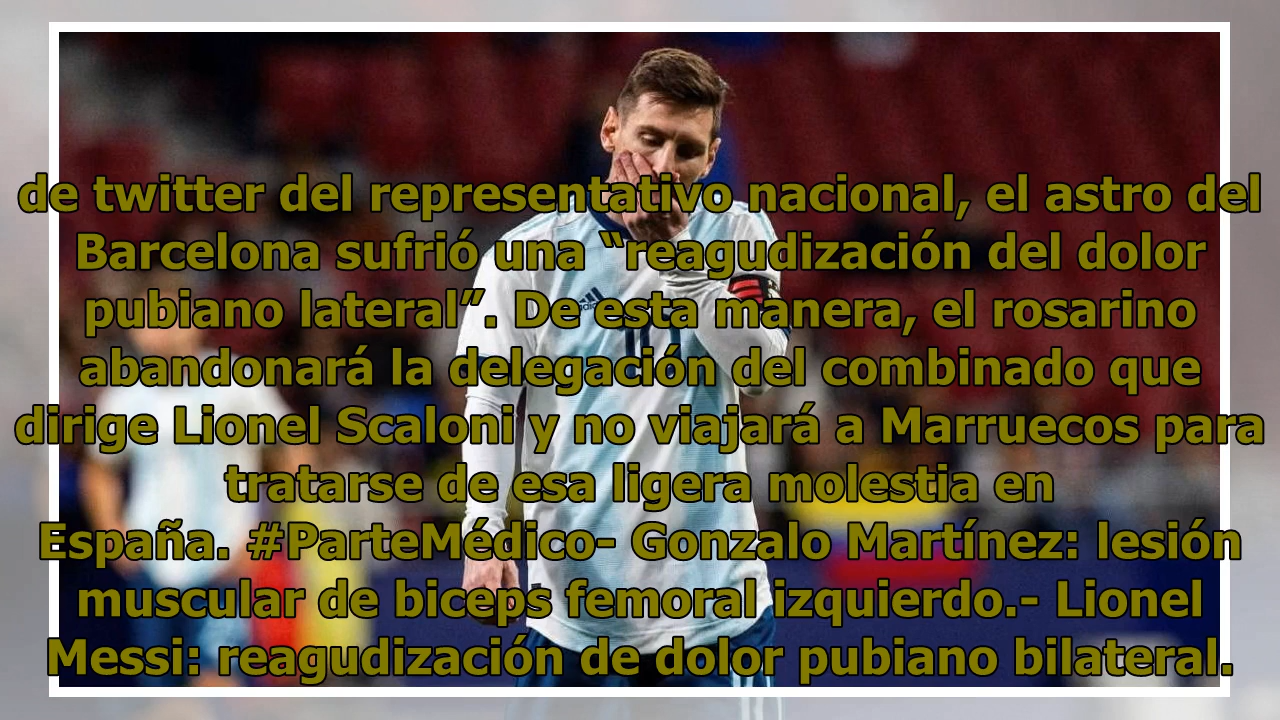 de twitter del representativo nacional, el astro del
Barcelona sufrió una “reagudización del dolor
pubiano lateral”. De esta manera, el rosarino
abandonará la delegación del combinado que
dirige Lionel Scaloni y no viajará a Marruecos para
tratarse de esa ligera molestia en
España. #ParteMédico- Gonzalo Martínez: lesión
muscular de biceps femoral izquierdo.- Lionel
Messi: reagudización de dolor pubiano bilateral.